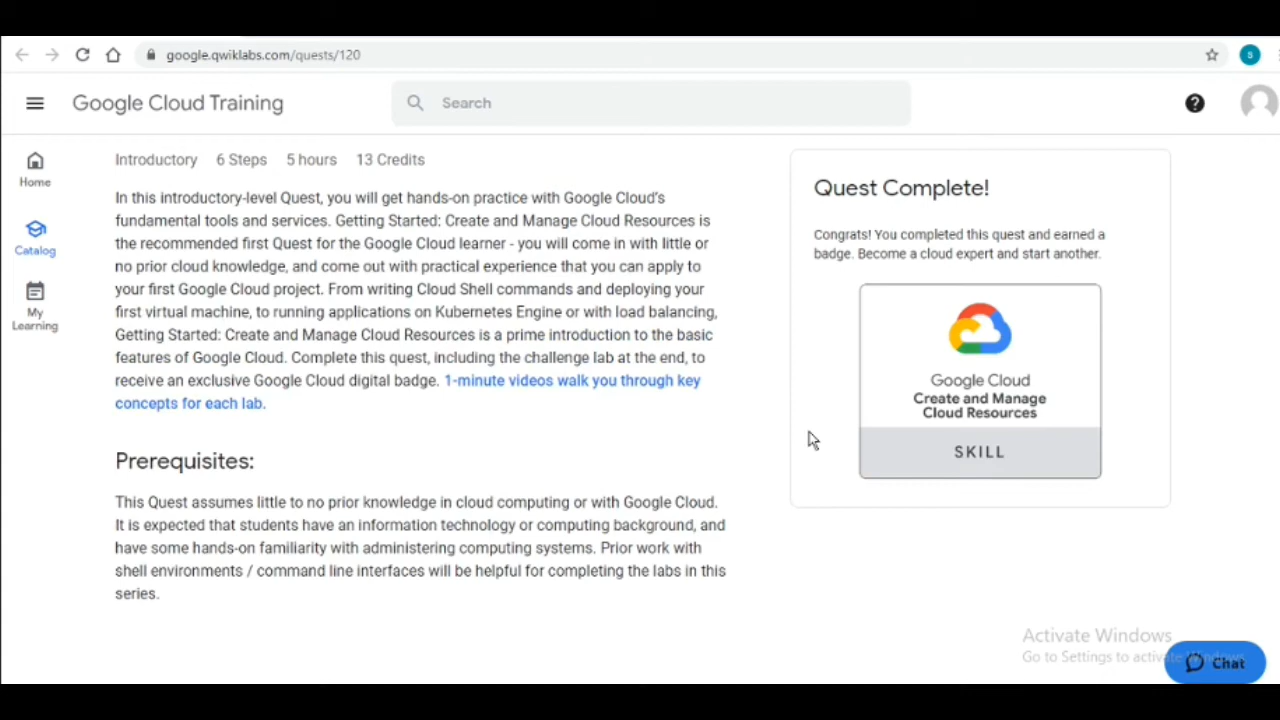 google.qwiklabs.com/quests/120
S
Google Cloud Training
Search
Home
Catalog
My
Learning
Introductory 6 Steps 5 hours 13 Credits
In this introductory-level Quest, you will get hands-on practice with Google Cloud's
fundamental tools and services. Getting Started: Create and Manage Cloud Resources is
the recommended first Quest for the Google Cloud learner - you will come in with little or
no prior cloud knowledge, and come out with practical experience that you can apply to
your first Google Cloud project. From writing Cloud Shell commands and deploying your
first virtual machine, to running applications on Kubernetes Engine or with load balancing,
Getting Started: Create and Manage Cloud Resources is a prime introduction to the basic
features of Google Cloud. Complete this quest, including the challenge lab at the end, to
receive an exclusive Google Cloud digital badge. 1-minute videos walk you through key
concepts for each lab.
Prerequisites:
This Quest assumes little to no prior knowledge in cloud computing or with Google Cloud.
It is expected that students have an information technology or computing background, and
have some hands-on familiarity with administering computing systems. Prior work with
shell environments / command line interfaces will be helpful for completing the labs in this
series.
Quest Complete!
Congrats! You completed this quest and earned a
badge. Become a cloud expert and start another.
Google Cloud
Create and Manage
Cloud Resources
SKILL
Activate Windows
Go to Settings to activate Windows.
Chat